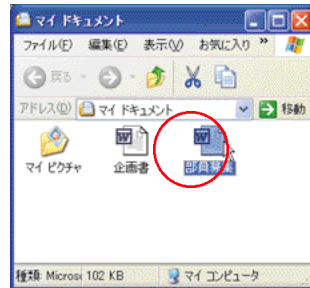 マイ ドキュメント
ファイル(F) 編集(E) 表示(V) お気に入り »
戻る
アドレス(D) マイ ドキュメント 移動
マイ ピクチャ 企画書 部員募集
種類: Microsoft 102 KB マイ コンピュータ